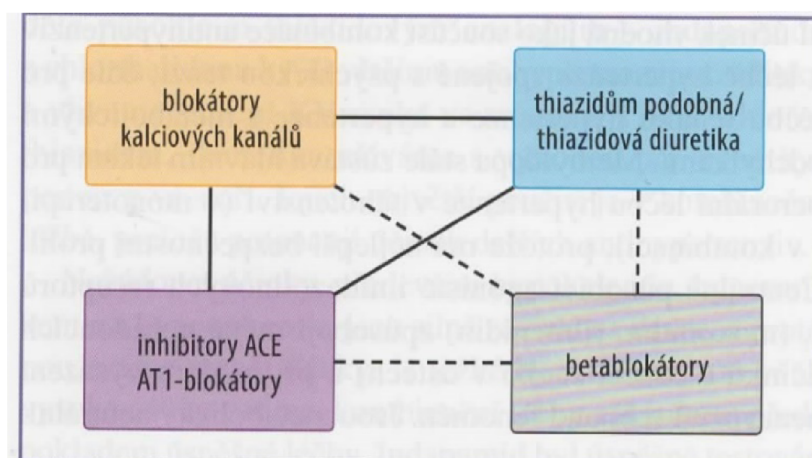 blokátory
kalciových kanálů
thiazidům podobná/
thiazidová diuretika
inhibitory ACE
AT1-blokátory
betablokátory